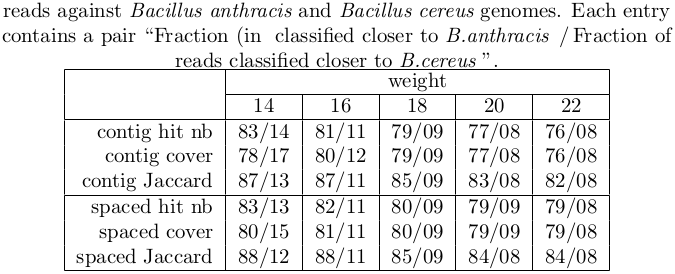 reads against Bacillus anthracis and Bacillus cereus genomes. Each entry
contains a pair “Fraction (in classified closer to B.anthracis / Fraction of
reads classified closer to B.cereus ”.
weight
14 16 18 20 22
contig hit nb 83/14 81/11 79/09 77/08 76/08
contig cover 78/17 80/12 79/09 77/08 76/08
contig Jaccard 87/13 87/11 85/09 83/08 82/08
spaced hit nb 83/13 82/11 80/09 79/09 79/08
spaced cover 80/15 81/11 80/09 79/09 79/08
spaced Jaccard 88/12 88/11 85/09 84/08 84/08